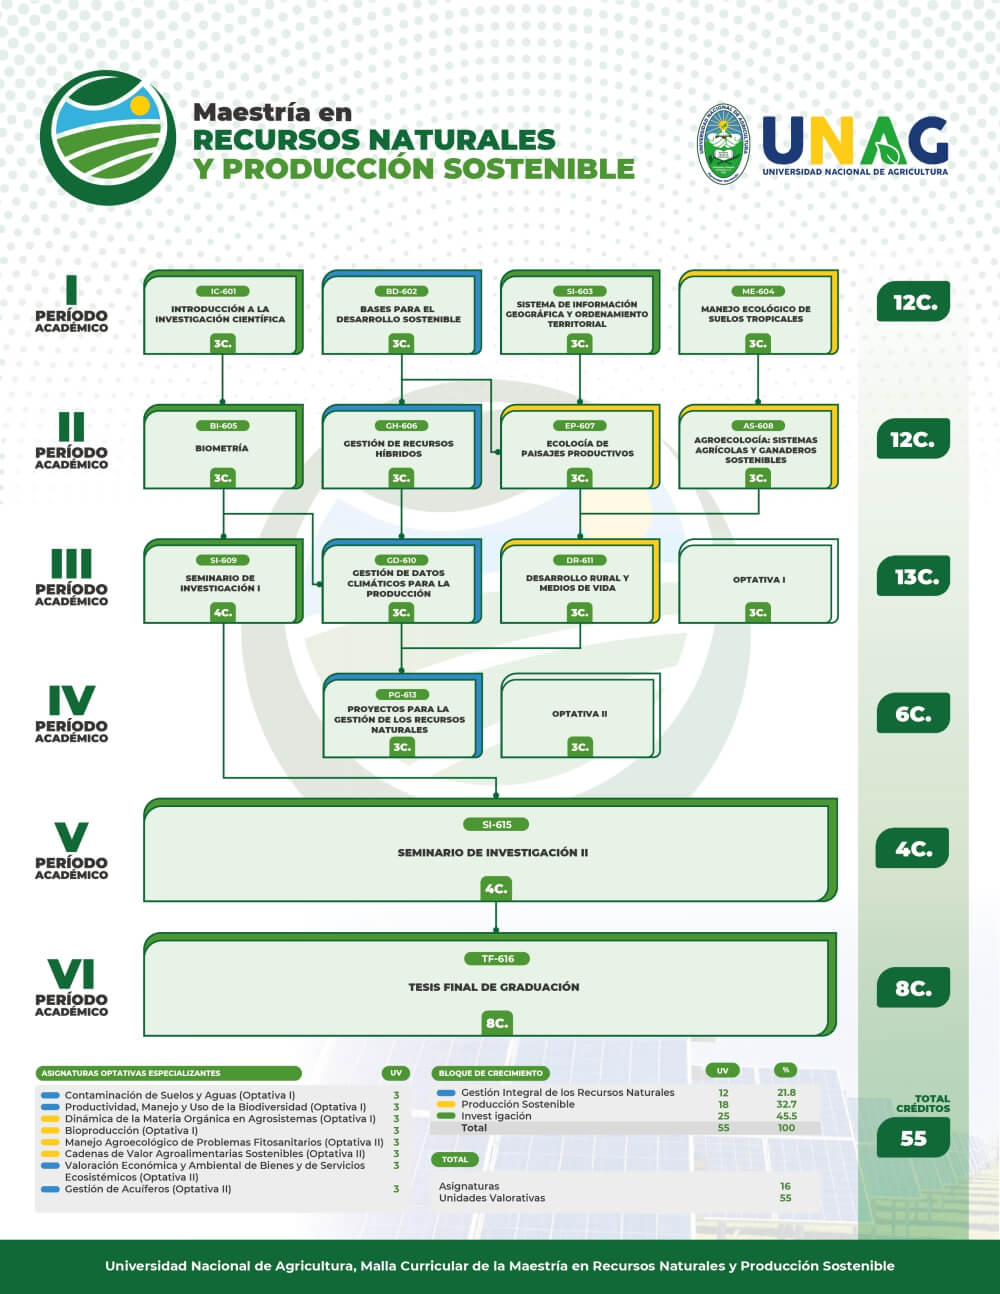 Maestría en
RECURSOS NATURALES
Y PRODUCCIÓN SOSTENIBLE
UNAG
UNIVERSIDAD NACIONAL DE AGRICULTURA
I
PERÍODO
ACADÉMICO
IC-601
INTRODUCCIÓN A LA
INVESTIGACIÓN CIENTÍFICA
3C.
BD-602
BASES PARA EL
DESARROLLO SOSTENIBLE
3C.
SI-603
SISTEMA DE INFORMACIÓN
GEOGRÁFICA Y ORDENAMIENTO
TERRITORIAL
3C.
ME-604
MANEJO ECOLÓGICO DE
SUELOS TROPICALES
3C.
12C.
II
PERÍODO
ACADÉMICO
BI-605
BIOMETRÍA
3C.
GH-606
GESTIÓN DE RECURSOS
HÍBRIDOS
3C.
EP-607
ECOLOGÍA DE
PAISAJES PRODUCTIVOS
3C.
AS-608
AGROECOLOGÍA: SISTEMAS
AGRÍCOLAS Y GANADEROS
SOSTENIBLES
3C.
12C.
III
PERÍODO
ACADÉMICO
SI-609
SEMINARIO DE
INVESTIGACIÓN I
4C.
GD-610
GESTIÓN DE DATOS
CLIMÁTICOS PARA LA
PRODUCCIÓN
3C.
DR-611
DESARROLLO RURAL Y
MEDIOS DE VIDA
3C.
OPTATIVA I
3C.
13C.
IV
PERÍODO
ACADÉMICO
PG-613
PROYECTOS PARA LA
GESTIÓN DE LOS RECURSOS
NATURALES
3C.
OPTATIVA II
3C.
6C.
V
PERÍODO
ACADÉMICO
SI-615
SEMINARIO DE INVESTIGACIÓN II
4C.
4C.
VI
PERÍODO
ACADÉMICO
TF-616
TESIS FINAL DE GRADUACIÓN
8C.
8C.
ASIGNATURAS OPTATIVAS ESPECIALIZANTES UV
Contaminación de Suelos y Aguas (Optativa I) 3
Productividad, Manejo y Uso de la Biodiversidad (Optativa I) 3
Dinámica de la Materia Orgánica en Agrosistemas (Optativa I) 3
Bioproducción (Optativa I) 3
Manejo Agroecológico de Problemas Fitosanitarios (Optativa II) 3
Cadenas de Valor Agroalimentarias Sostenibles (Optativa II) 3
Valoración Económica y Ambiental de Bienes y de Servicios 3
Ecosistémicos (Optativa II)
Gestión de Acuíferos (Optativa II) 3
BLOQUE DE CRECIMIENTO UV %
Gestión Integral de los Recursos Naturales 12 21.8
Producción Sostenible 18 32.7
Invest igación 25 45.5
Total 55 100
TOTAL
Asignaturas 16
Unidades Valorativas 55
TOTAL
CRÉDITOS
55
Universidad Nacional de Agricultura, Malla Curricular de la Maestría en Recursos Naturales y Producción Sostenible